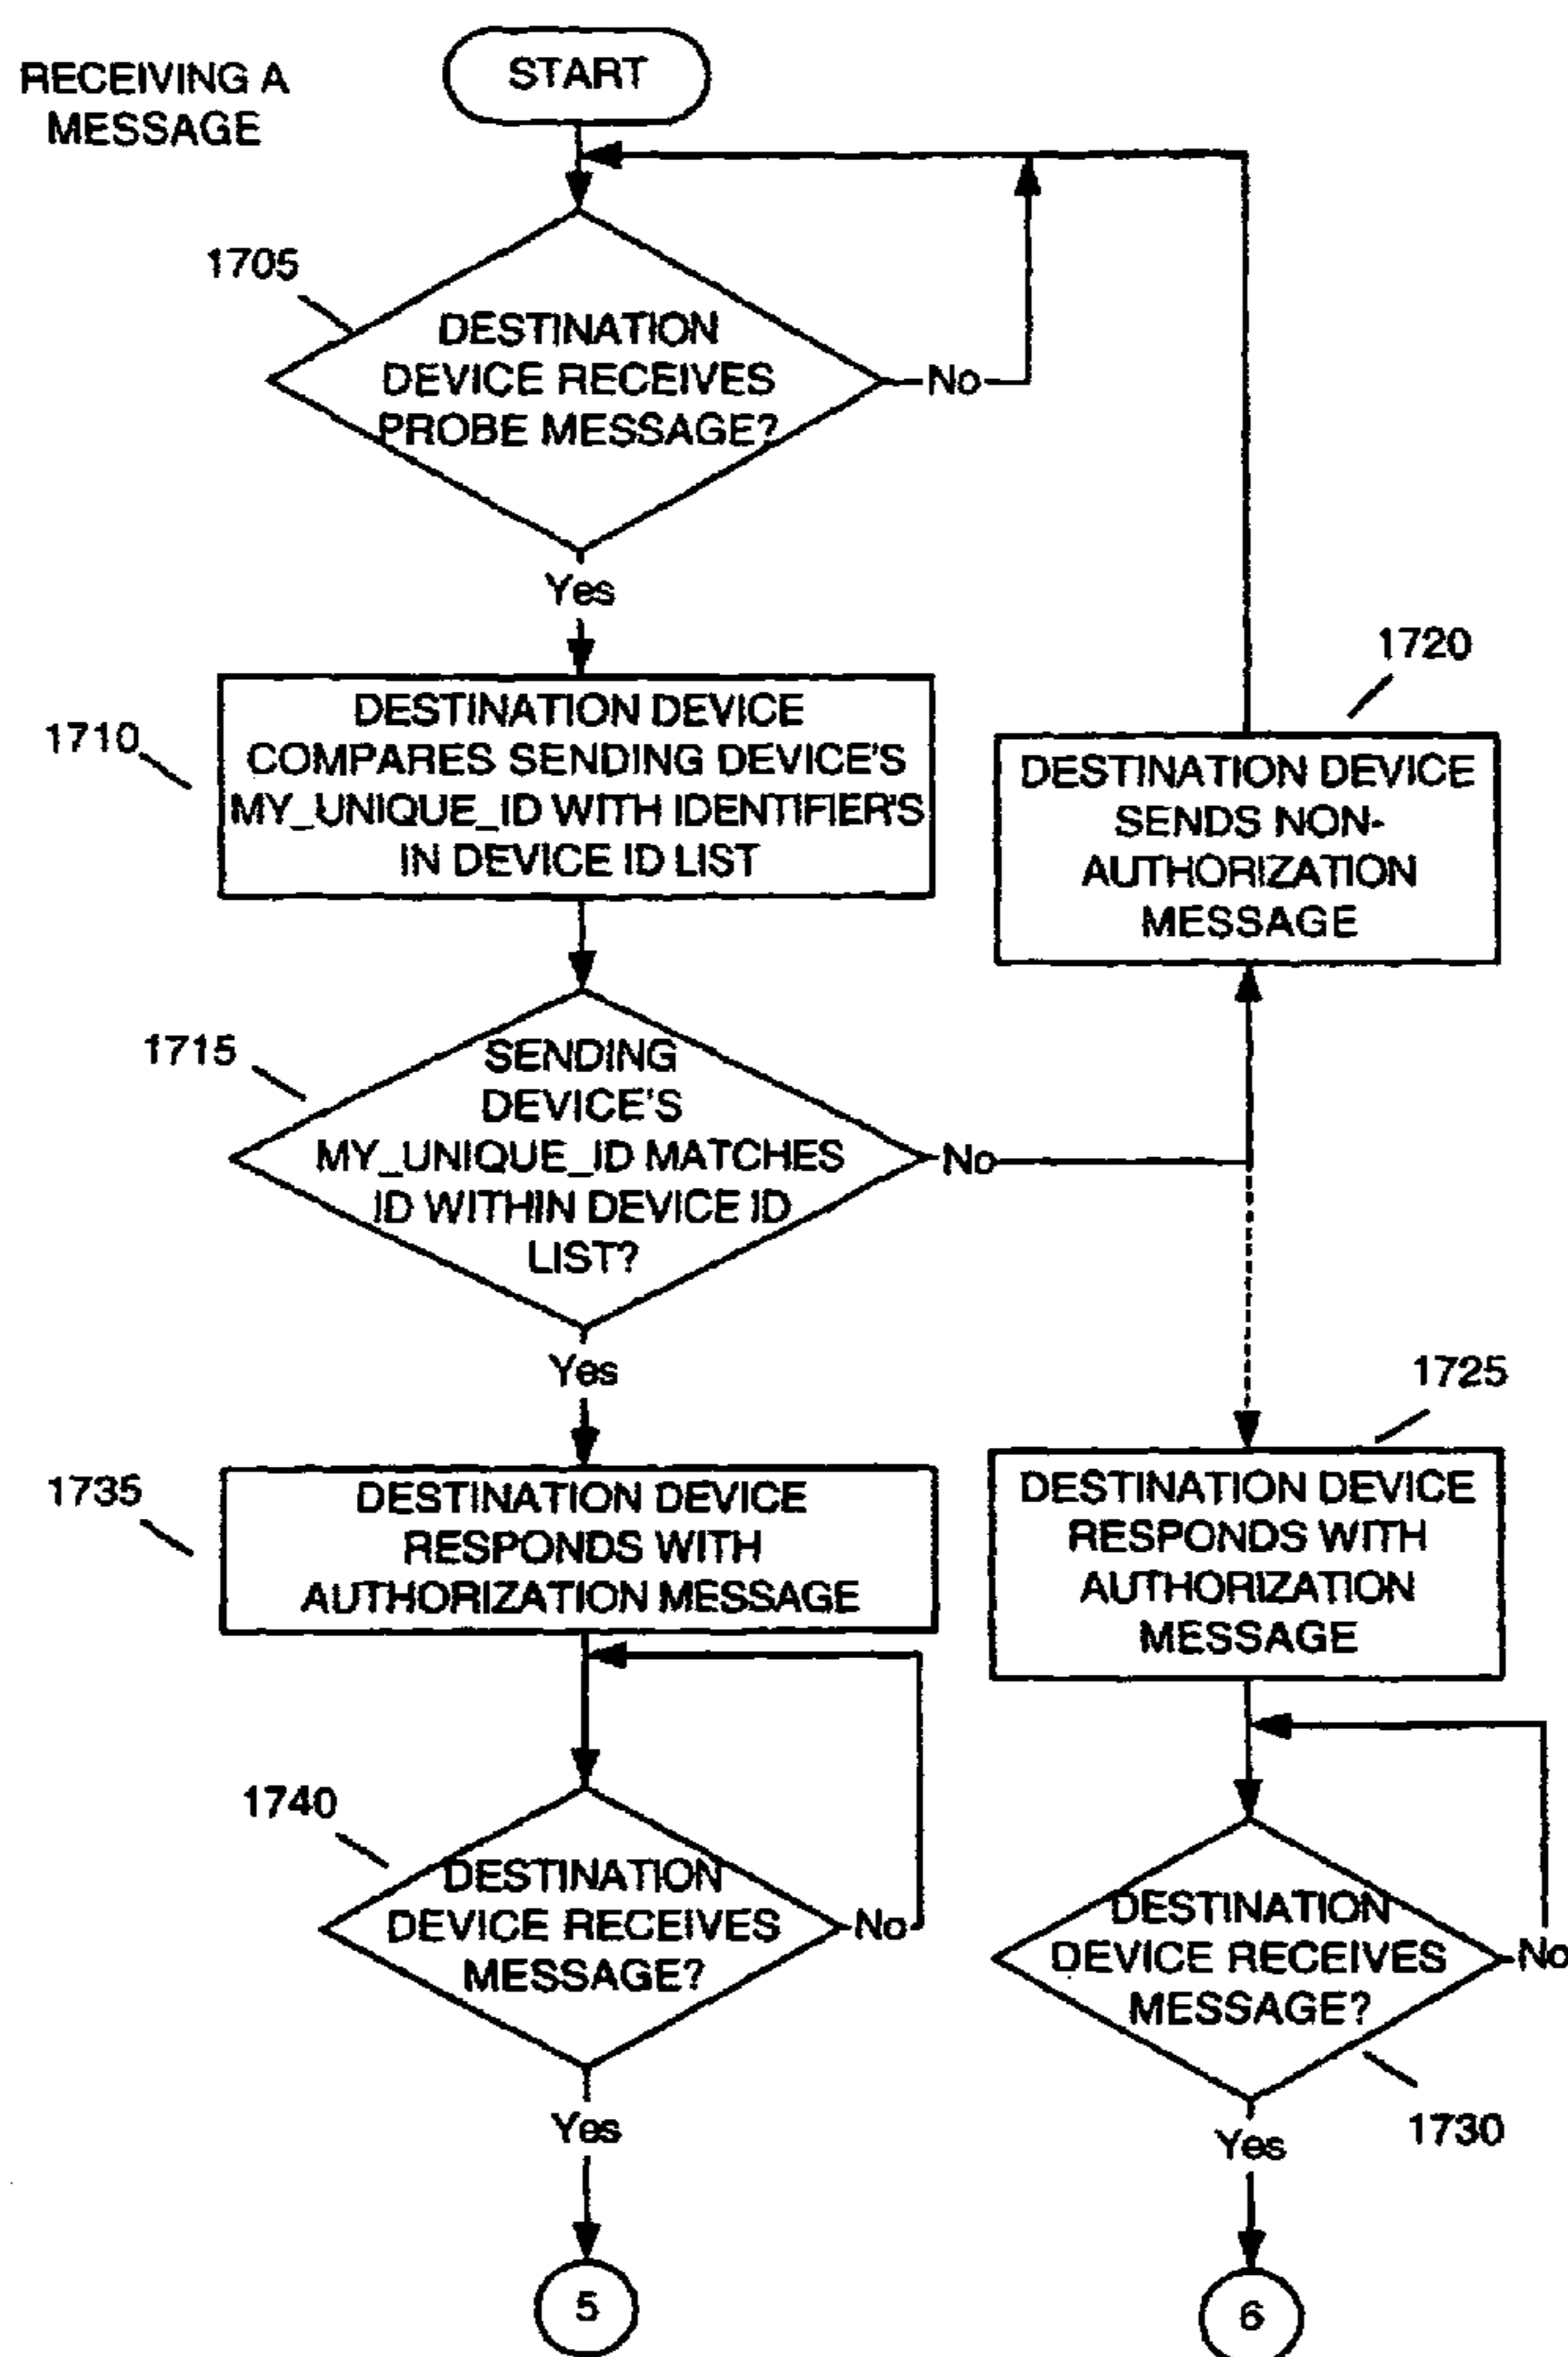 RECEIVING A
MESSAGE
START
1705
DESTINATION
DEVICE RECEIVES
PROBE MESSAGE?
No
Yes
1710
DESTINATION DEVICE
COMPARES SENDING DEVICE'S
MY_UNIQUE_ID WITH IDENTIFIER'S
IN DEVICE ID LIST
1720
DESTINATION DEVICE
SENDS NON-
AUTHORIZATION
MESSAGE
1715
SENDING
DEVICE'S
MY_UNIQUE_ID MATCHES
ID WITHIN DEVICE ID
LIST?
No
Yes
1725
DESTINATION DEVICE
RESPONDS WITH
AUTHORIZATION
MESSAGE
1735
DESTINATION DEVICE
RESPONDS WITH
AUTHORIZATION MESSAGE
1740
DESTINATION
DEVICE RECEIVES
MESSAGE?
No
Yes
5
DESTINATION
DEVICE RECEIVES
MESSAGE?
No
1730
Yes
6